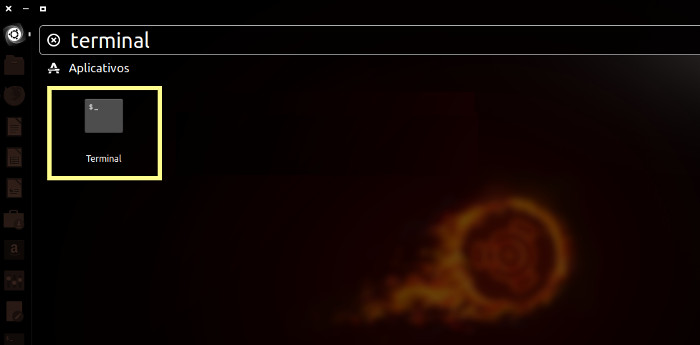 terminal
Aplicativos
$_
Terminal
a